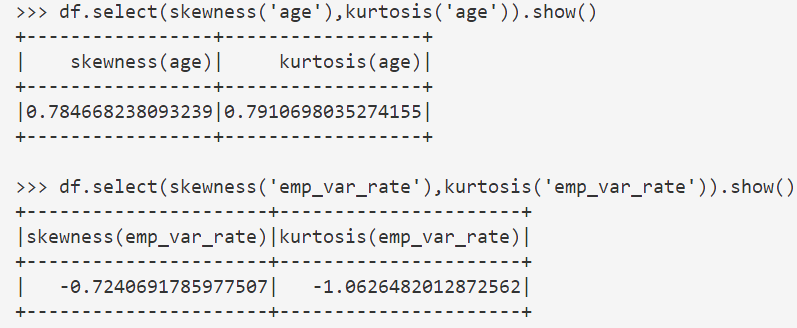 >>> df.select(skewness('age'),kurtosis('age')).show()
+-----------------+------------------+
|    skewness(age)|     kurtosis(age)|
+-----------------+------------------+
|0.784668238093239|0.7910698035274155|
+-----------------+------------------+
>>> df.select(skewness('emp_var_rate'),kurtosis('emp_var_rate')).show()
+----------------------+----------------------+
|skewness(emp_var_rate)|kurtosis(emp_var_rate)|
+----------------------+----------------------+
|   -0.7240691785977507|   -1.0626482012872562|
+----------------------+----------------------+